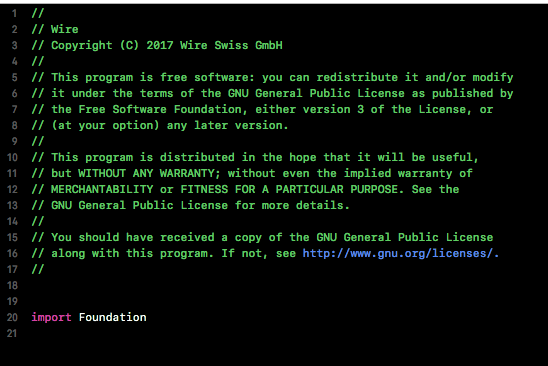 1 //
2 // Wire
3 // Copyright (C) 2017 Wire Swiss GmbH
4 //
5 // This program is free software: you can redistribute it and/or modify
6 // it under the terms of the GNU General Public License as published by
7 // the Free Software Foundation, either version 3 of the License, or
8 // (at your option) any later version.
9 //
10 // This program is distributed in the hope that it will be useful,
11 // but WITHOUT ANY WARRANTY; without even the implied warranty of
12 // MERCHANTABILITY or FITNESS FOR A PARTICULAR PURPOSE. See the
13 // GNU General Public License for more details.
14 //
15 // You should have received a copy of the GNU General Public License
16 // along with this program. If not, see http://www.gnu.org/licenses/.
17 //
18
19
20 import Foundation
21